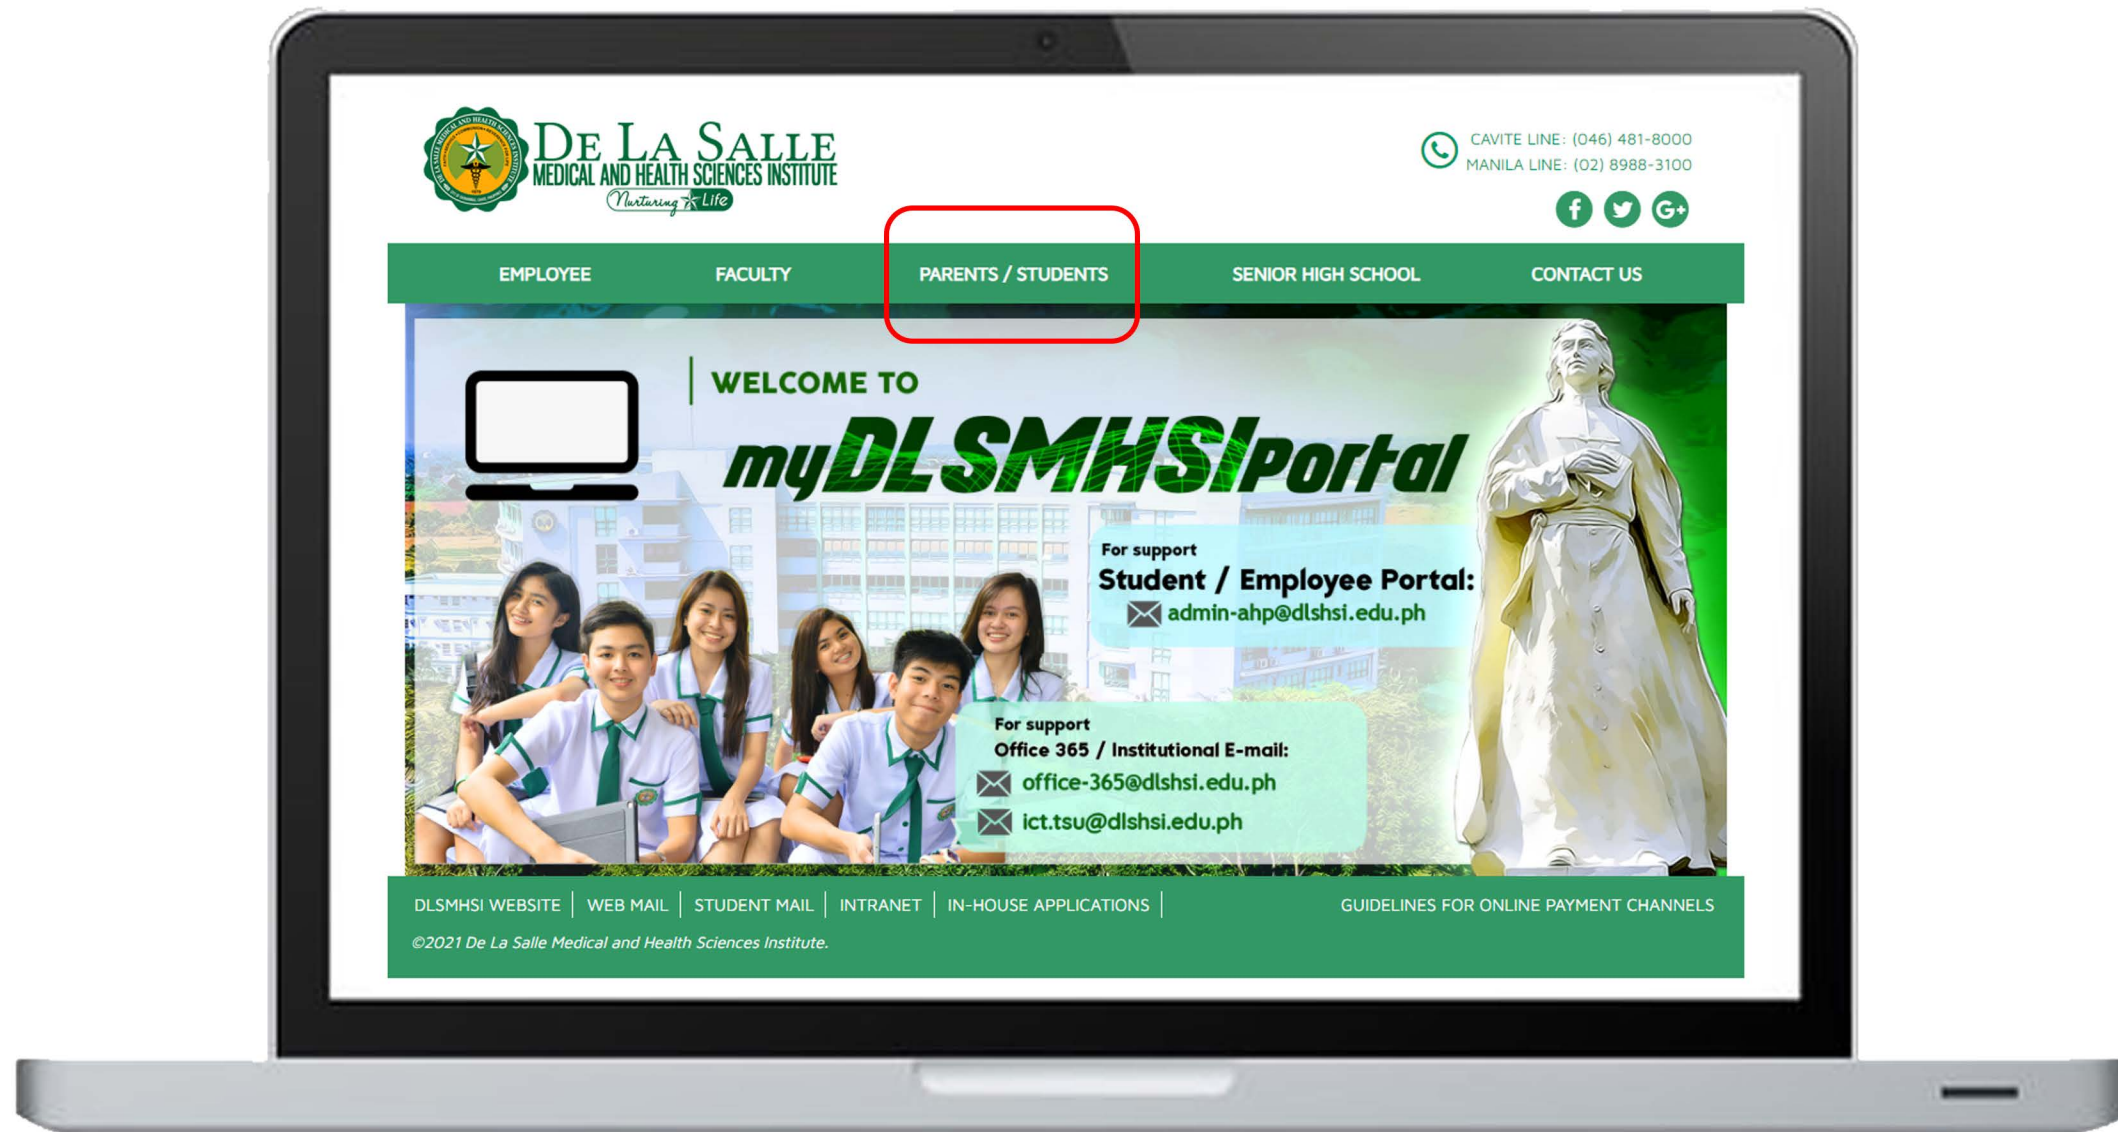 De La Salle
MEDICAL AND HEALTH SCIENCES INSTITUTE
Nurturing Life
CAVITE LINE: (046) 481-8000
MANILA LINE: (02) 8988-3100
EMPLOYEE
FACULTY
PARENTS / STUDENTS
SENIOR HIGH SCHOOL
CONTACT US
WELCOME TO
myDLSMHSIportal
For support
Student / Employee Portal:
admin-ahp@dlshsi.edu.ph
For support
Office 365 / Institutional E-mail:
office-365@dlshsi.edu.ph
ict.tsu@dlshsi.edu.ph
DLSMHSI WEBSITE | WEB MAIL | STUDENT MAIL | INTRANET | IN-HOUSE APPLICATIONS |
GUIDELINES FOR ONLINE PAYMENT CHANNELS
©2021 De La Salle Medical and Health Sciences Institute.